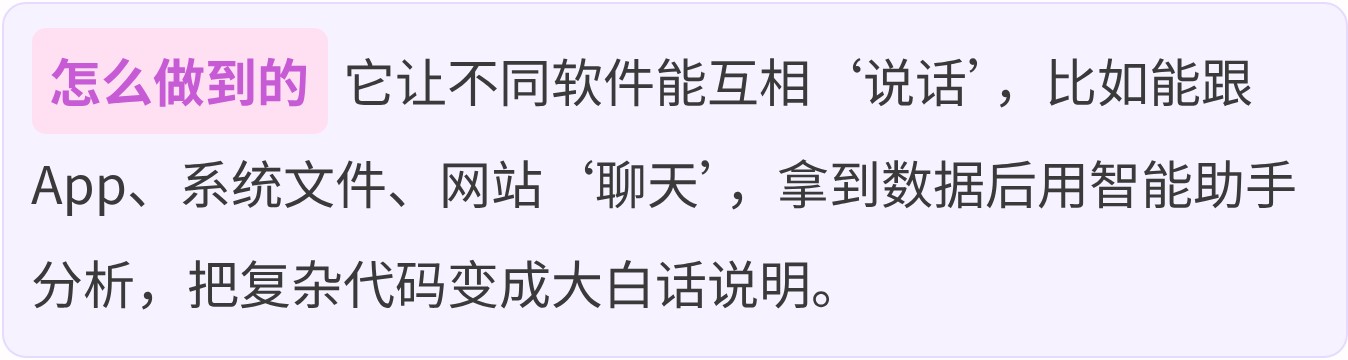 怎么做到的 它让不同软件能互相‘说话’，比如能跟
App、系统文件、网站‘聊天’，拿到数据后用智能助手
分析，把复杂代码变成大白话说明。